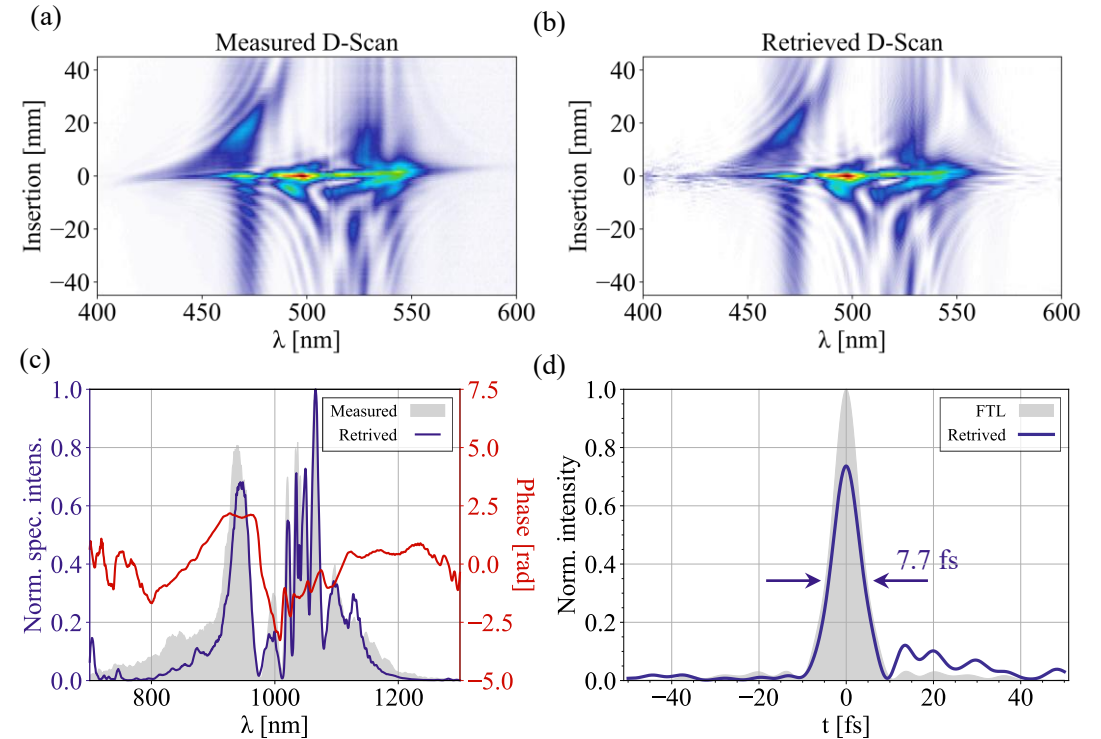 (a)
Measured D-Scan
Insertion [mm]
40
20
0
−20
−40
400
450
500
550
600
λ [nm]
(b)
Retrieved D-Scan
Insertion [mm]
40
20
0
−20
−40
400
450
500
550
600
λ [nm]
(c)
Norm. spec. intens.
1.0
0.8
0.6
0.4
0.2
0.0
Measured
Retrived
7.5
5.0
2.5
0.0
−2.5
−5.0
Phase [rad]
800
1000
1200
λ [nm]
(d)
Norm. intensity
1.0
0.8
0.6
0.4
0.2
0.0
FTL
Retrived
7.7 fs
−40
−20
0
20
40
t [fs]